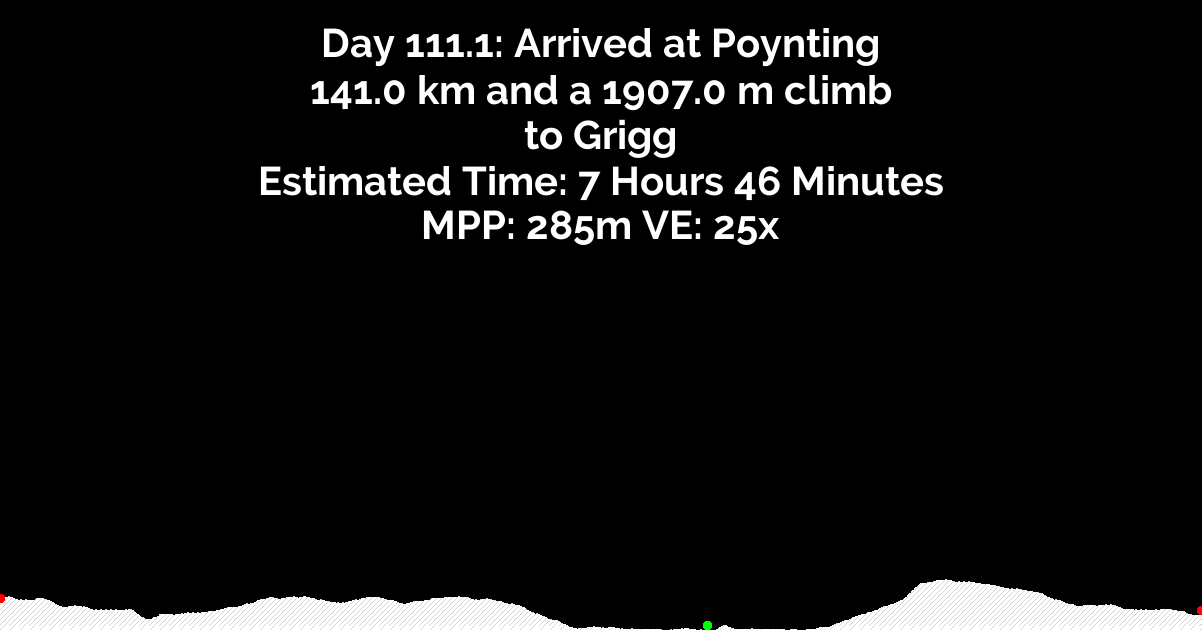 Day 111.1: Arrived at Poynting
141.0 km and a 1907.0 m climb
to Grigg
Estimated Time: 7 Hours 46 Minutes
MPP: 285m VE: 25x